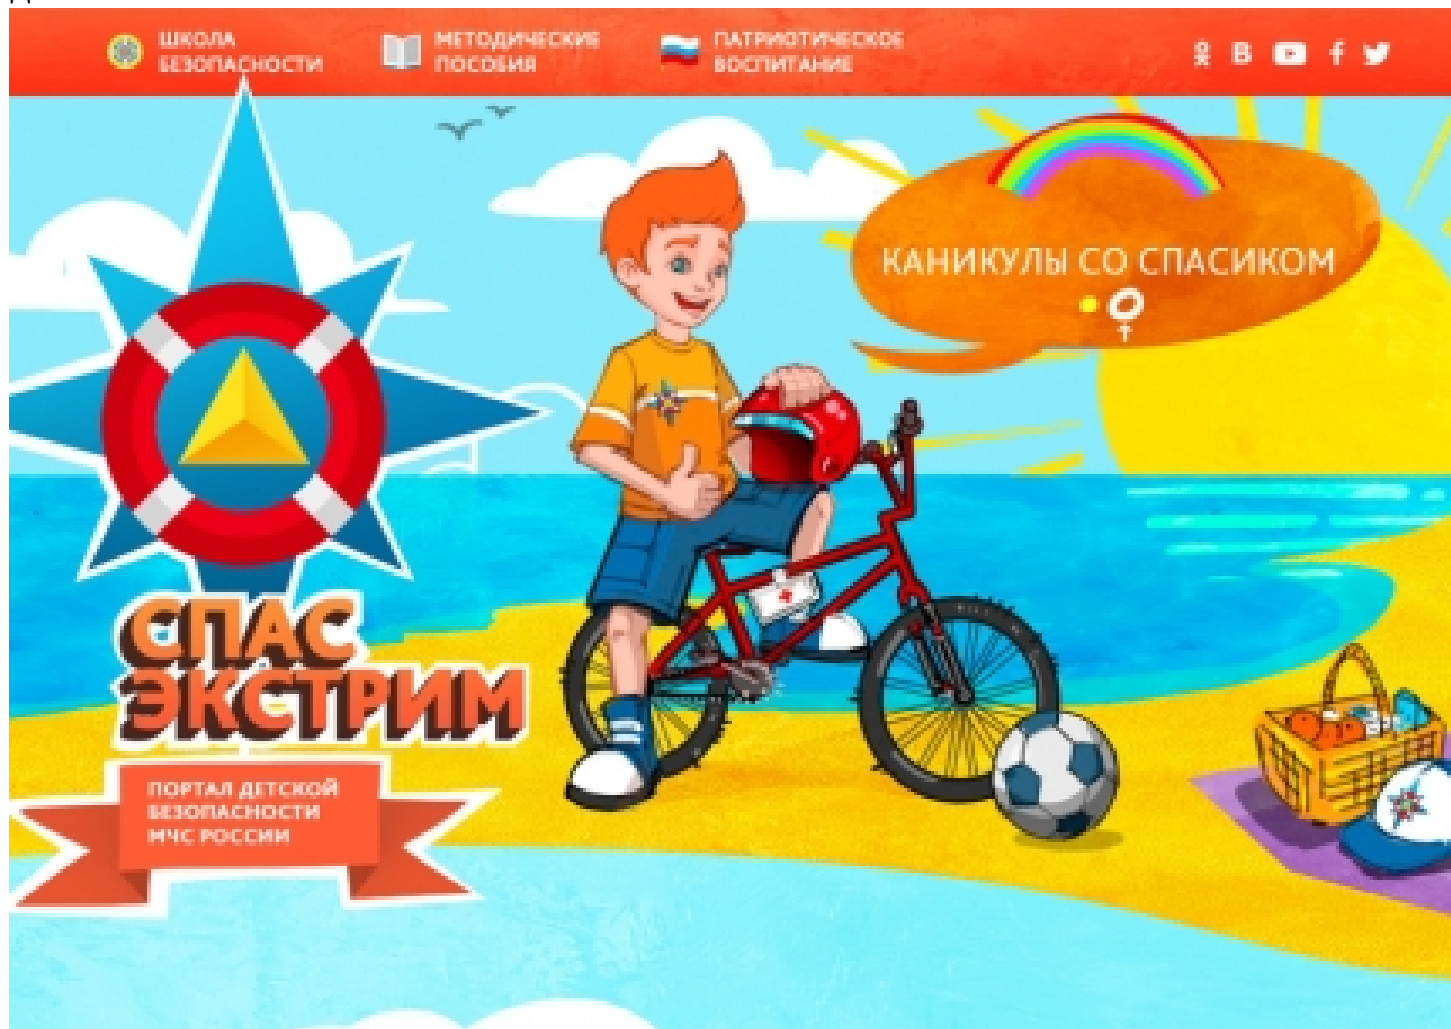 ШКОЛА
БЕЗОПАСНОСТИ
МЕТОДИЧЕСКИЕ
ПОСОБИЯ
ПАТРИОТИЧЕСКОЕ
ВОСПИТАНИЕ
КАНИКУЛЫ СО СПАСИКОМ
СПАС
ЭКСТРИМ
ПОРТАЛ ДЕТСКОЙ
БЕЗОПАСНОСТИ
МЧС РОССИИ